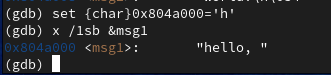 (gdb) set {char}0x804a000='h'
(gdb) x /1sb &msg1
0x804a000 <msg1>:        "hello, "
(gdb)